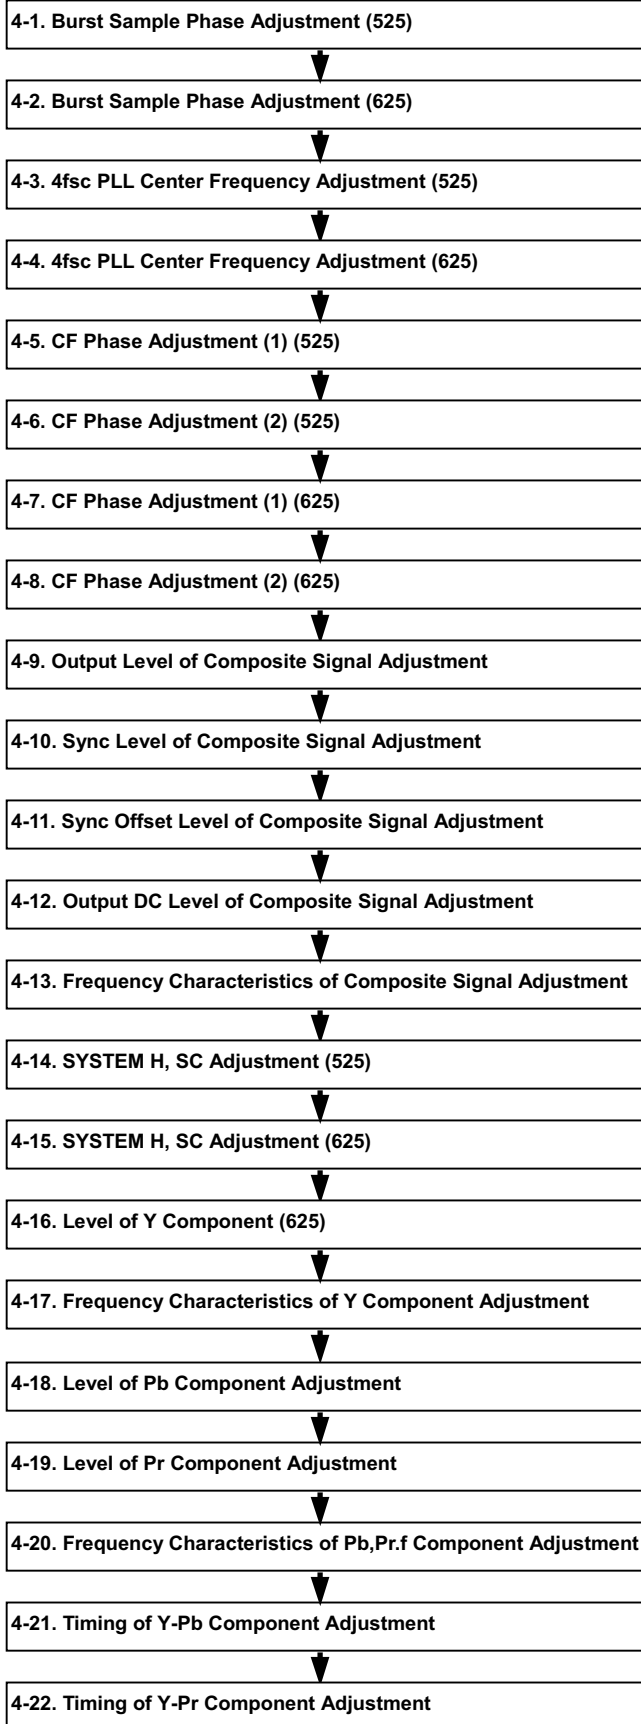 4-1. Burst Sample Phase Adjustment (525)
4-2. Burst Sample Phase Adjustment (625)
4-3. 4fsc PLL Center Frequency Adjustment (525)
4-4. 4fsc PLL Center Frequency Adjustment (625)
4-5. CF Phase Adjustment (1) (525)
4-6. CF Phase Adjustment (2) (525)
4-7. CF Phase Adjustment (1) (625)
4-8. CF Phase Adjustment (2) (625)
4-9. Output Level of Composite Signal Adjustment
4-10. Sync Level of Composite Signal Adjustment
4-11. Sync Offset Level of Composite Signal Adjustment
4-12. Output DC Level of Composite Signal Adjustment
4-13. Frequency Characteristics of Composite Signal Adjustment
4-14. SYSTEM H, SC Adjustment (525)
4-15. SYSTEM H, SC Adjustment (625)
4-16. Level of Y Component (625)
4-17. Frequency Characteristics of Y Component Adjustment
4-18. Level of Pb Component Adjustment
4-19. Level of Pr Component Adjustment
4-20. Frequency Characteristics of Pb,Pr.f Component Adjustment
4-21. Timing of Y-Pb Component Adjustment
4-22. Timing of Y-Pr Component Adjustment